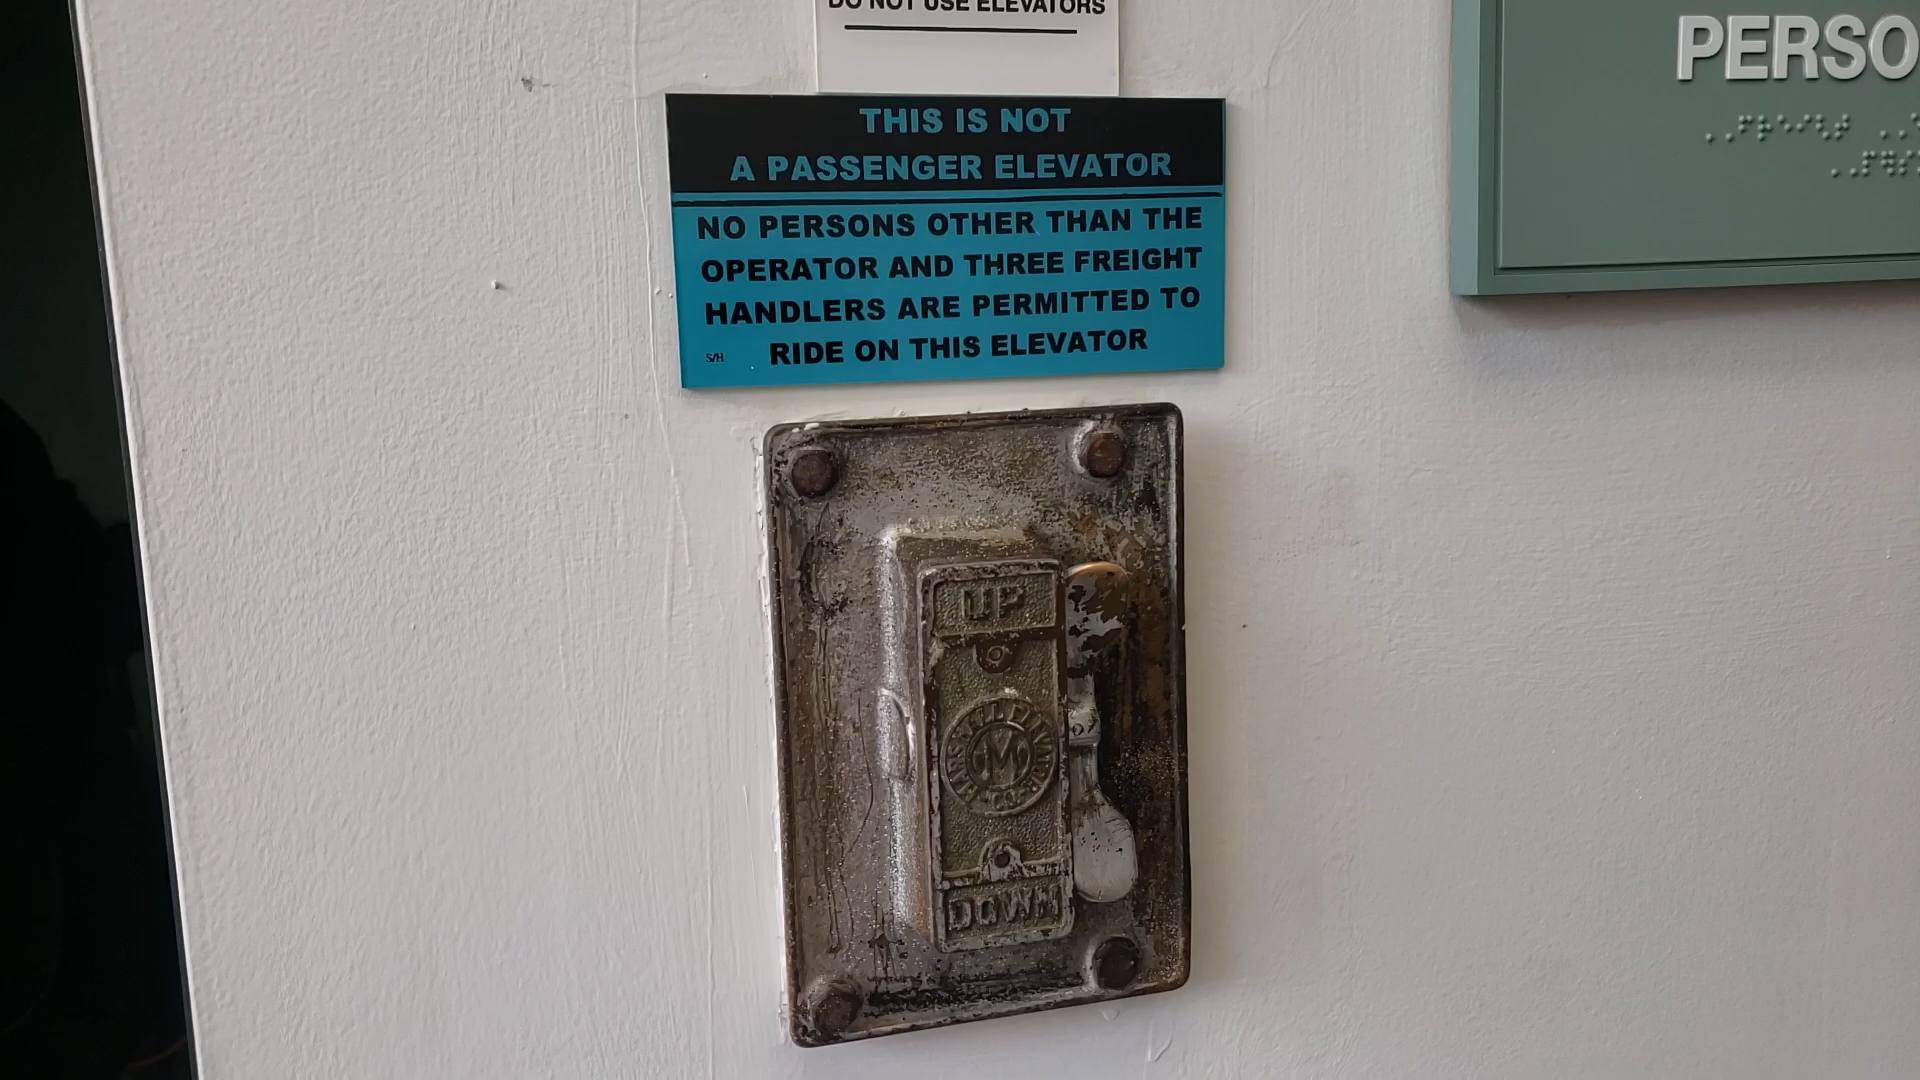 DO NOT USE ELEVATORS
THIS IS NOT
A PASSENGER ELEVATOR
NO PERSONS OTHER THAN THE
OPERATOR AND THREE FREIGHT
HANDLERS ARE PERMITTED TO
RIDE ON THIS ELEVATOR
S/H
PERSO
UP
M
CO.
DOWN